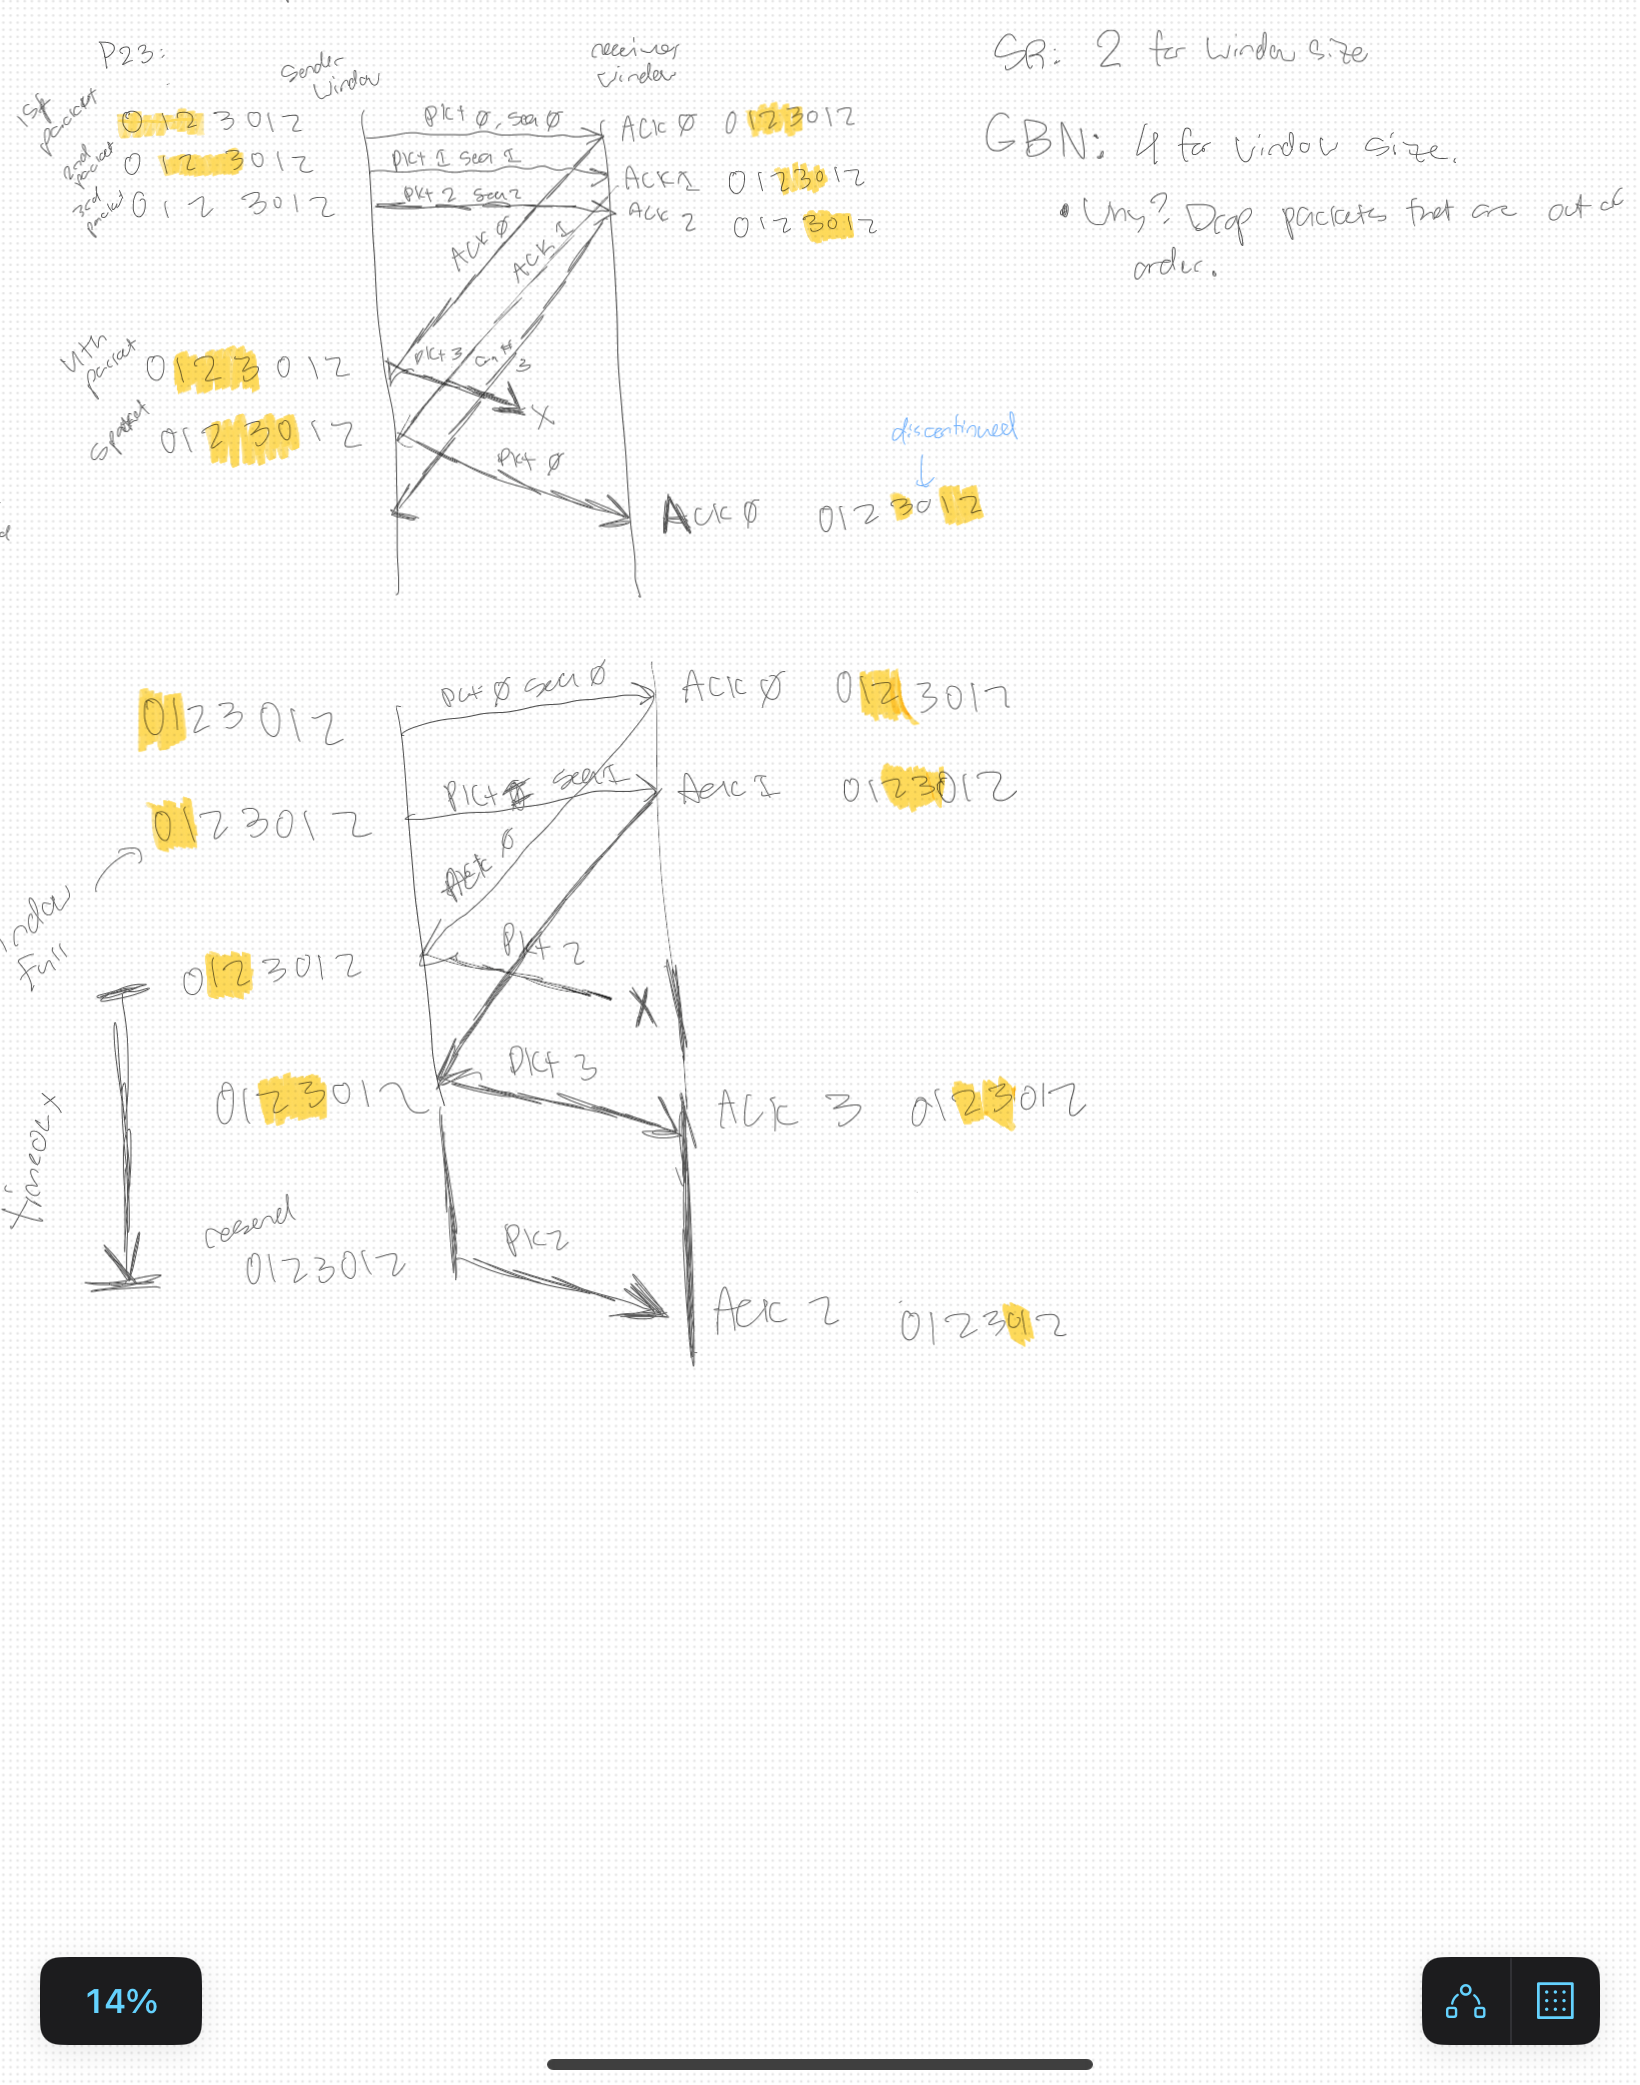 P23:
Sender
window
receiver
window
SR: 2 for window size
1st
packet
0 1 2 3 0 1 2
Pkt 0, seq 0
ACK 0 0 1 2 3 0 1 2
GBN: 4 for window size.
2nd
packet
0 1 2 3 0 1 2
Pkt 1 seq 1
ACK 1 0 1 2 3 0 1 2
3rd
packet
0 1 2 3 0 1 2
Pkt 2 seq 2
ACK 2 0 1 2 3 0 1 2
• Why? Drop packets that are out of
order.
ACK 0
ACK 1
4th
packet
0 1 2 3 0 1 2
Pkt 3
3
X
5 packet
0 1 2 3 0 1 2
Pkt 0
discontinued
ACK 0 0 1 2 3 0 1 2
0 1 2 3 0 1 2
Pkt 0 seq 0
ACK 0 0 1 2 3 0 1 2
0 1 2 3 0 1 2
Pkt 1 seq 1
ACK 1 0 1 2 3 0 1 2
window
full
ACK 0
0 1 2 3 0 1 2
Pkt 2
X
Timeout
0 1 2 3 0 1 2
Pkt 3
ACK 3 0 1 2 3 0 1 2
resend
0 1 2 3 0 1 2
Pk 2
ACK 2 0 1 2 3 0 1 2
14%